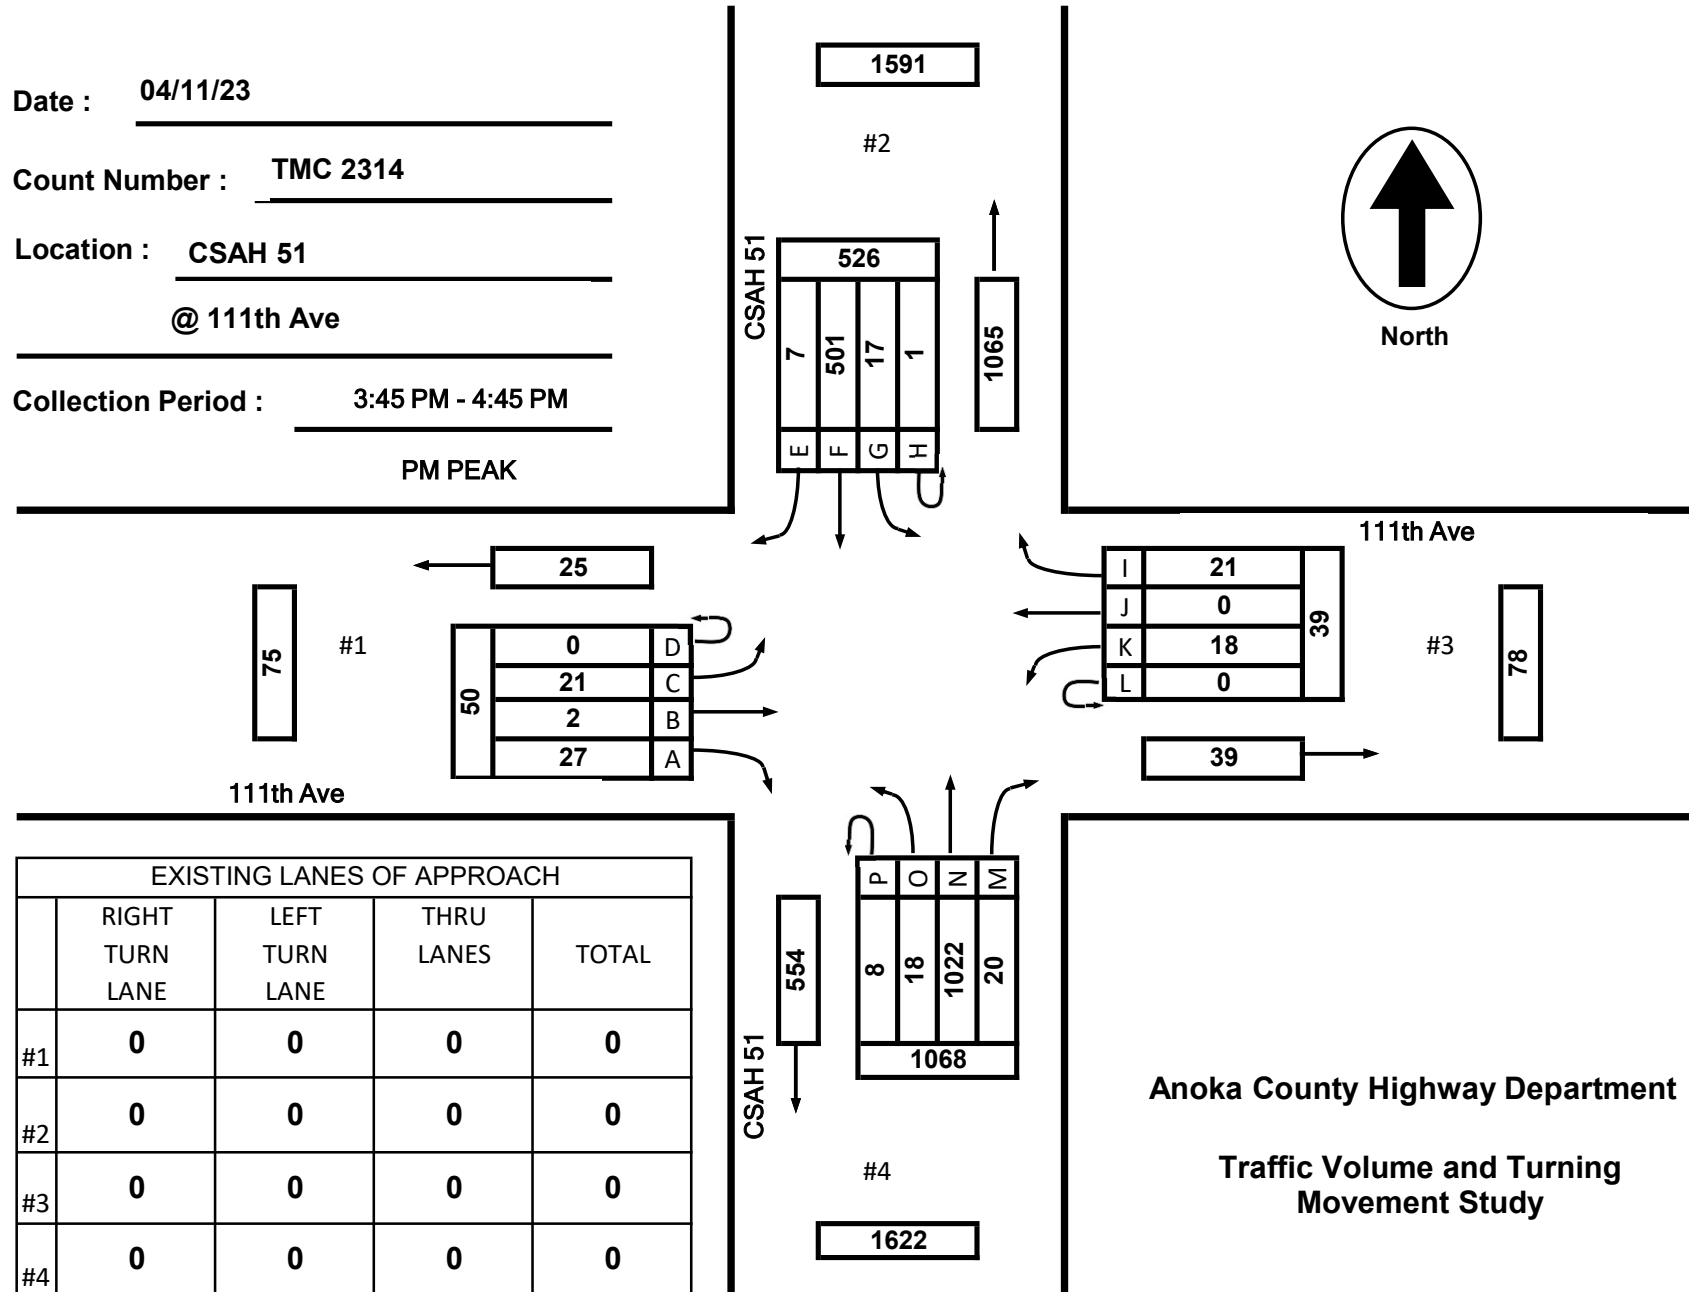 Date : 04/11/23
Count Number : TMC 2314
Location : CSAH 51
@ 111th Ave
Collection Period : 3:45 PM - 4:45 PM
PM PEAK
1591
#2
CSAH 51
526
7 501 17 1
E F G H
1065
North
111th Ave
25
75
#1
50
0 D
21 C
2 B
27 A
111th Ave
I 21
J 0
K 18
L 0
39
#3
78
39
P O N M
8 18 1022 20
1068
554
CSAH 51
#4
1622
EXISTING LANES OF APPROACH
RIGHT TURN LANE
LEFT TURN LANE
THRU LANES
TOTAL
#1 0 0 0 0
#2 0 0 0 0
#3 0 0 0 0
#4 0 0 0 0
Anoka County Highway Department
Traffic Volume and Turning
Movement Study